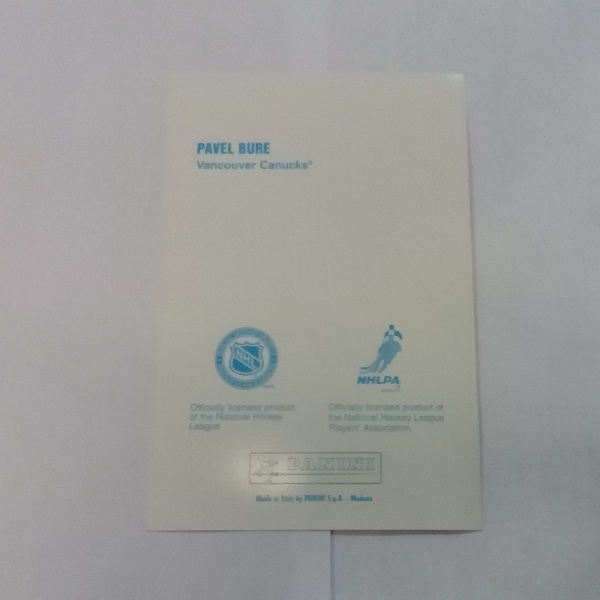 PAVEL BURE
Vancouver Canucks®
NHL
NHLPA
Officially licensed product
of the National Hockey
League
Officially licensed product of
the National Hockey League
Players' Association
PANINI
Made in Italy by PANINI S.p.A. - Modena